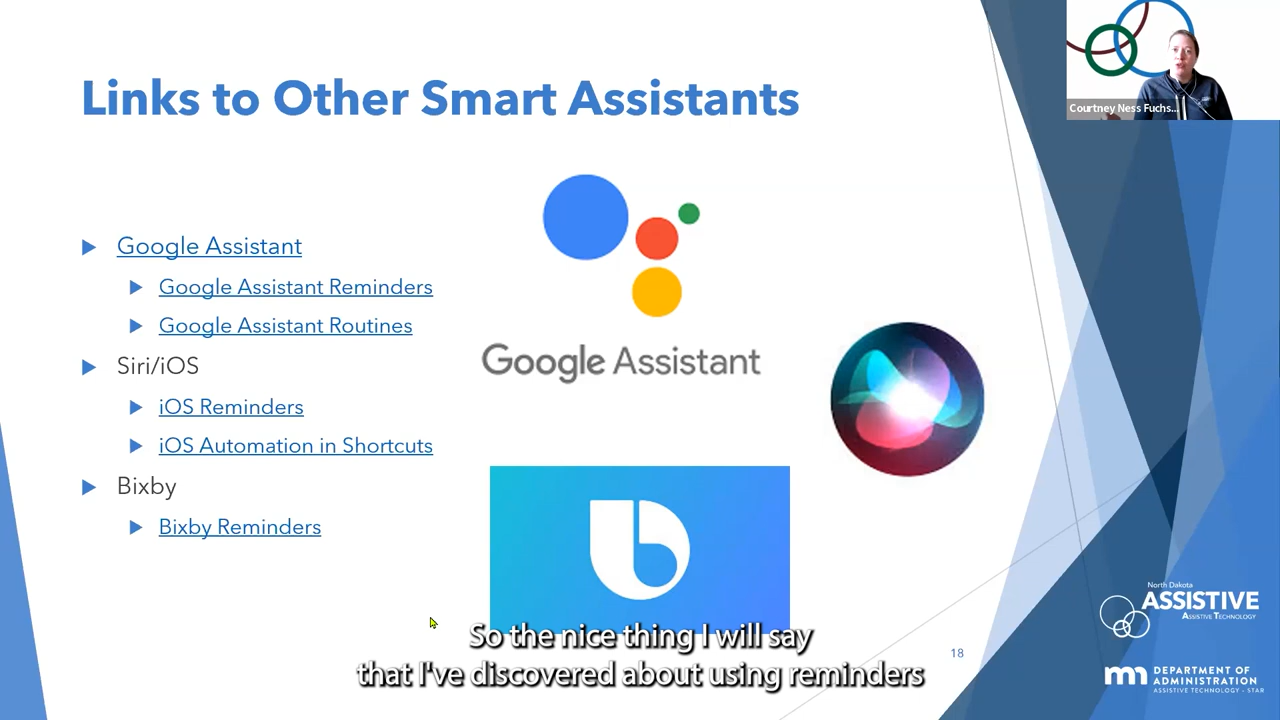 Links to Other Smart Assistants
Courtney Ness Fuchs...
Google Assistant
Google Assistant Reminders
Google Assistant Routines
Siri/iOS
iOS Reminders
iOS Automation in Shortcuts
Bixby
Bixby Reminders
Google Assistant
b
So the nice thing I will say
that I've discovered about using reminders
18
North Dakota
ASSISTIVE
ASSISTIVE TECHNOLOGY
mn DEPARTMENT OF
ADMINISTRATION
ASSISTIVE TECHNOLOGY - STAR